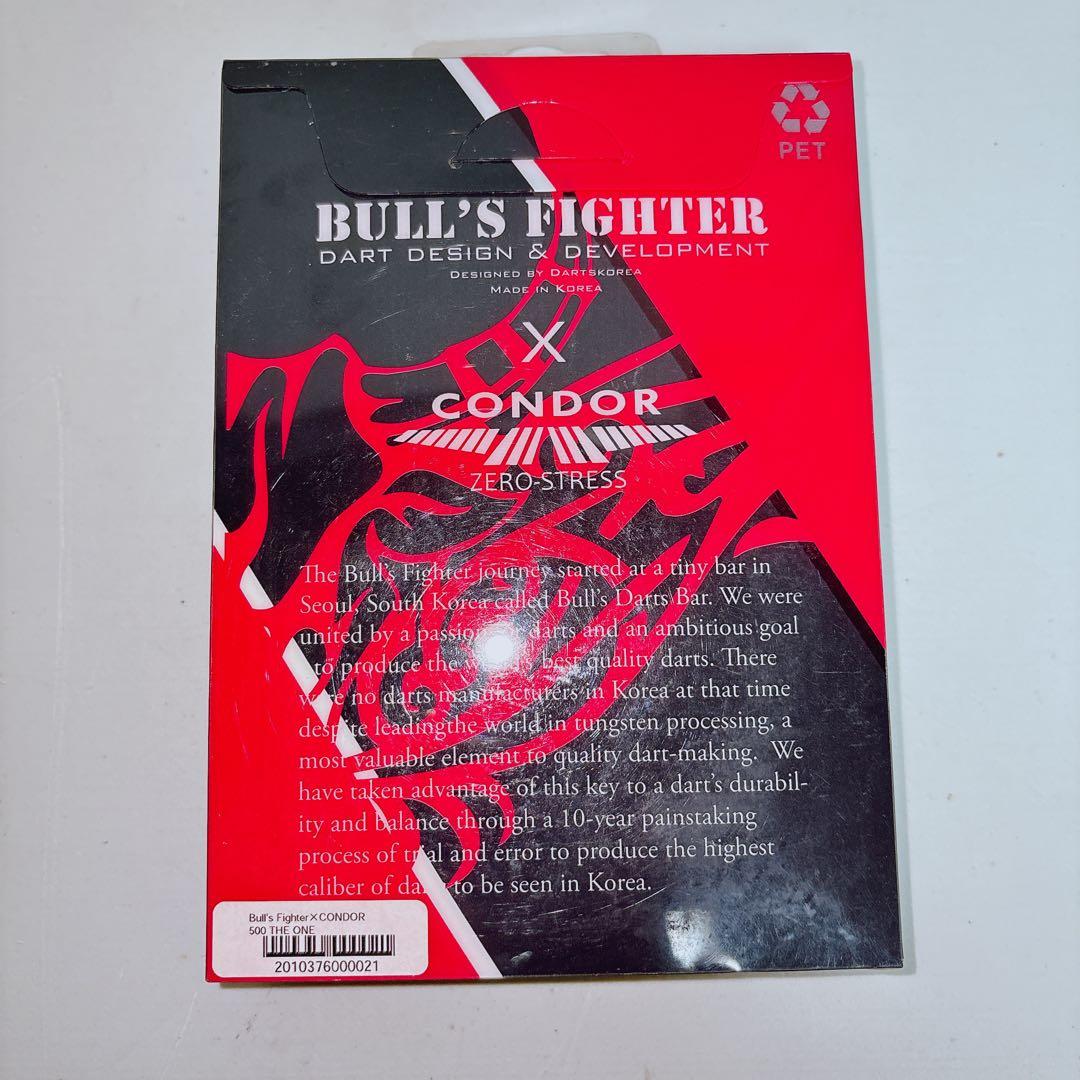 PET
BULL'S FIGHTER
DART DESIGN & DEVELOPMENT
DESIGNED BY DARTSKOREA
MADE IN KOREA
X
CONDOR
ZERO-STRESS
The Bull's Fighter journey started at a tiny bar in
Seoul, South Korea called Bull's Darts Bar. We were
united by a passion for darts and an ambitious goal
to produce the world's best quality darts. There
were no darts manufacturers in Korea at that time
despite leadingthe world in tungsten processing, a
most valuable element to quality dart-making. We
have taken advantage of this key to a dart's durabil-
ity and balance through a 10-year painstaking
process of trial and error to produce the highest
caliber of darts to be seen in Korea.
Bull's Fighter×CONDOR
500 THE ONE
2010376000021